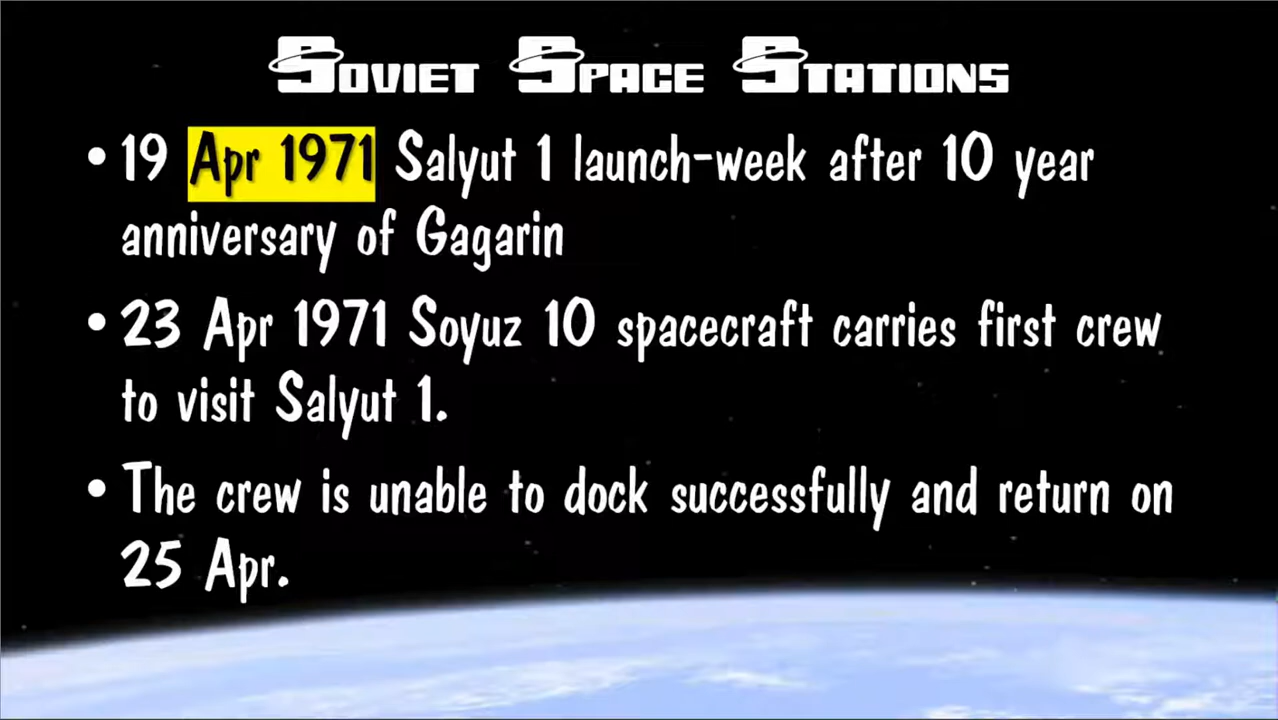 Soviet Space Stations
• 19 Apr 1971 Salyut 1 launch-week after 10 year
anniversary of Gagarin
• 23 Apr 1971 Soyuz 10 spacecraft carries first crew
to visit Salyut 1.
• The crew is unable to dock successfully and return on
25 Apr.